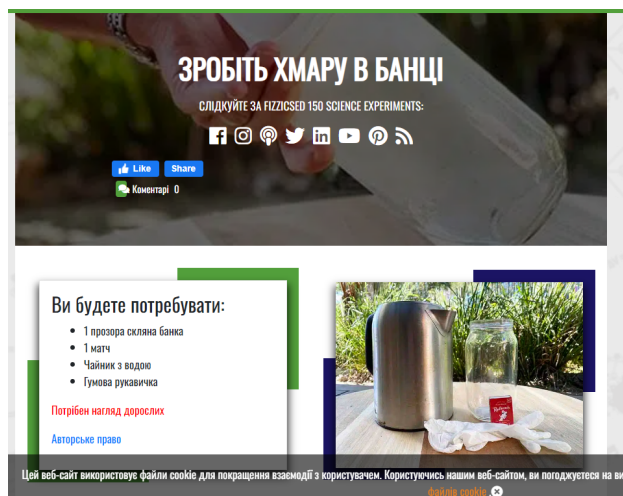 ЗРОБІТЬ ХМАРУ В БАНЦІ
СЛІДКУЙТЕ ЗА FIZZICSED 150 SCIENCE EXPERIMENTS:
Like Share
Коментарі 0
Ви будете потребувати:
1 прозора скляна банка
1 матч
Чайник з водою
Гумова рукавичка
Потрібен нагляд дорослих
Авторське право
Цей веб-сайт використовує файли cookie для покращення взаємодії з користувачем. Користуючись нашим веб-сайтом, ви погоджуєтеся на ви
файлів cookie